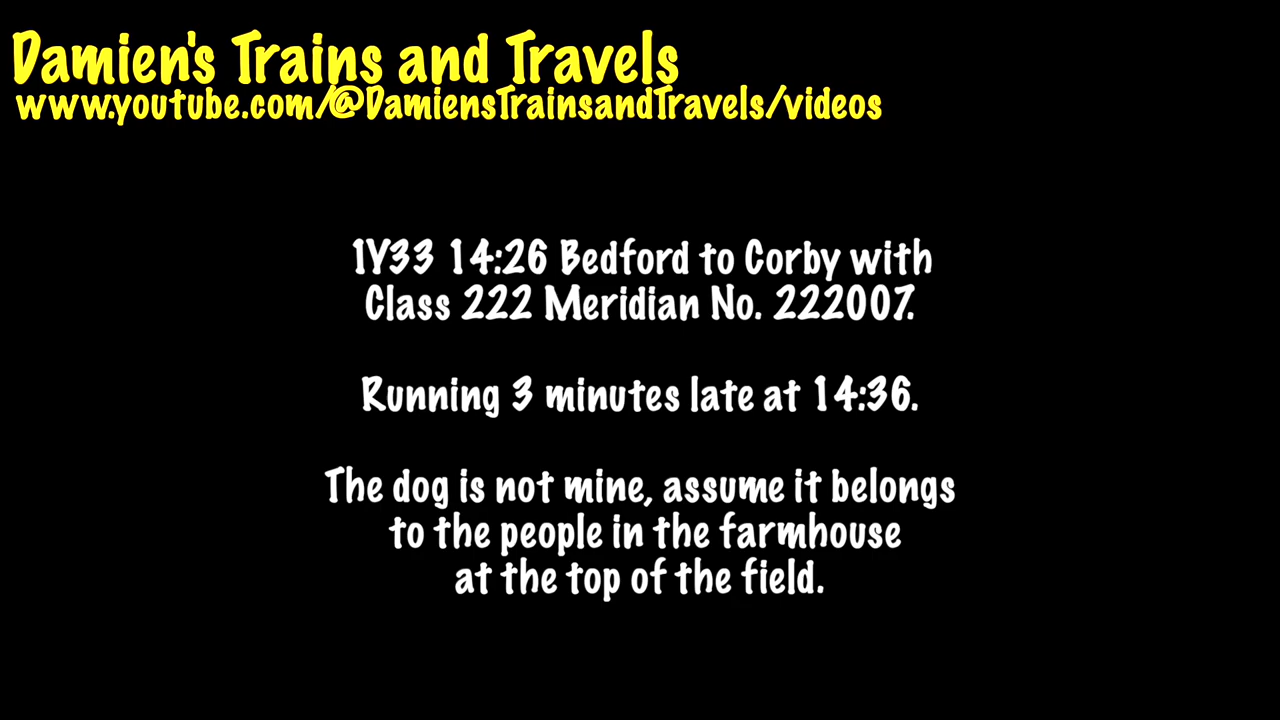 Damien's Trains and Travels
www.youtube.com/@DamiensTrainsandTravels/videos
1Y33 14:26 Bedford to Corby with
Class 222 Meridian No. 222007.
Running 3 minutes late at 14:36.
The dog is not mine, assume it belongs
to the people in the farmhouse
at the top of the field.